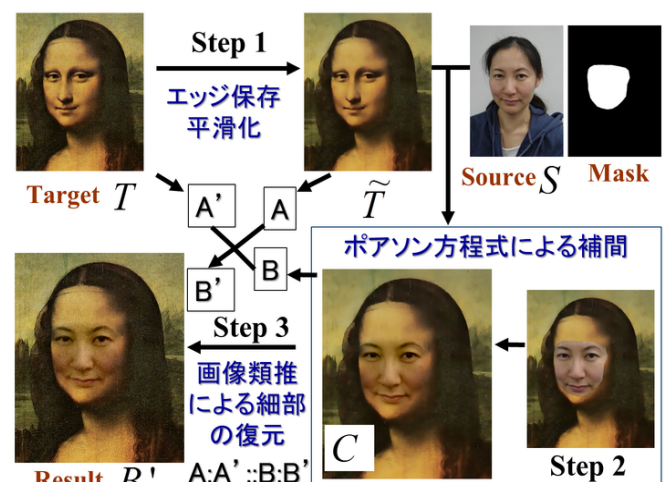 Step 1
エッジ保存
平滑化
Target T
T̃
Source S
Mask
A'
A
B
B'
ポアソン方程式による補間
Step 3
画像類推
による細部
の復元
A:A'::B:B'
C
Step 2
Result R'